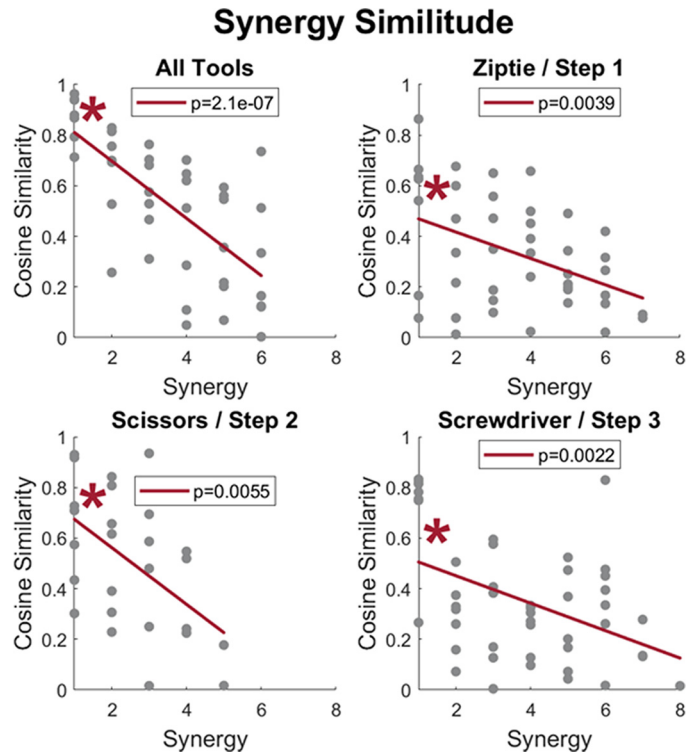 Synergy Similitude
All Tools
p=2.1e-07
Cosine Similarity
1
0.8
0.6
0.4
0.2
0
2
4
6
8
Synergy
Ziptie / Step 1
p=0.0039
Cosine Similarity
1
0.8
0.6
0.4
0.2
0
2
4
6
8
Synergy
Scissors / Step 2
p=0.0055
Cosine Similarity
1
0.8
0.6
0.4
0.2
0
2
4
6
8
Synergy
Screwdriver / Step 3
p=0.0022
Cosine Similarity
1
0.8
0.6
0.4
0.2
0
2
4
6
8
Synergy